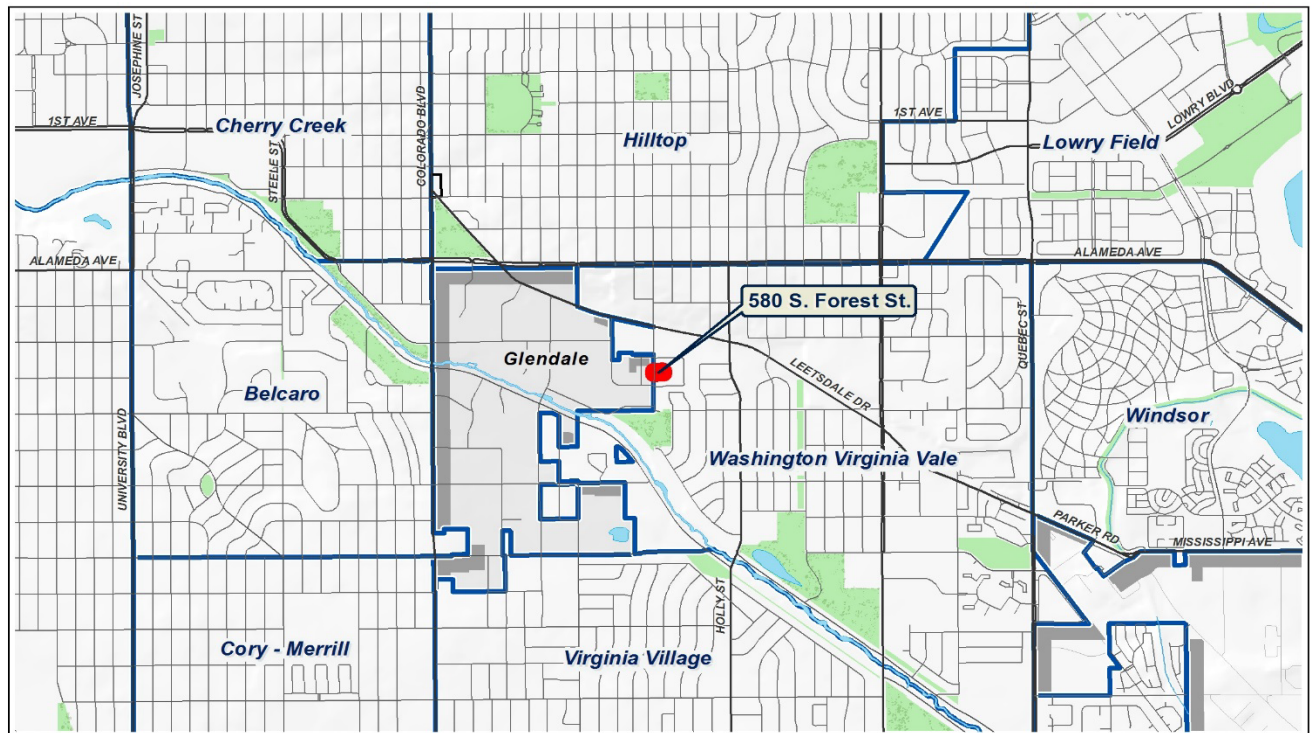 JOSEPHINE ST
1ST AVE
Cherry Creek
STEELE ST
COLORADO BLVD
Hilltop
1ST AVE
Lowry Field
LOWRY BLVD
ALAMEDA AVE
ALAMEDA AVE
580 S. Forest St.
Glendale
QUEBEC ST
LEETSDALE DR
Belcaro
UNIVERSITY BLVD
Windsor
Washington Virginia Vale
PARKER RD
MISSISSIPPI AVE
HOLLY ST
Cory - Merrill
Virginia Village